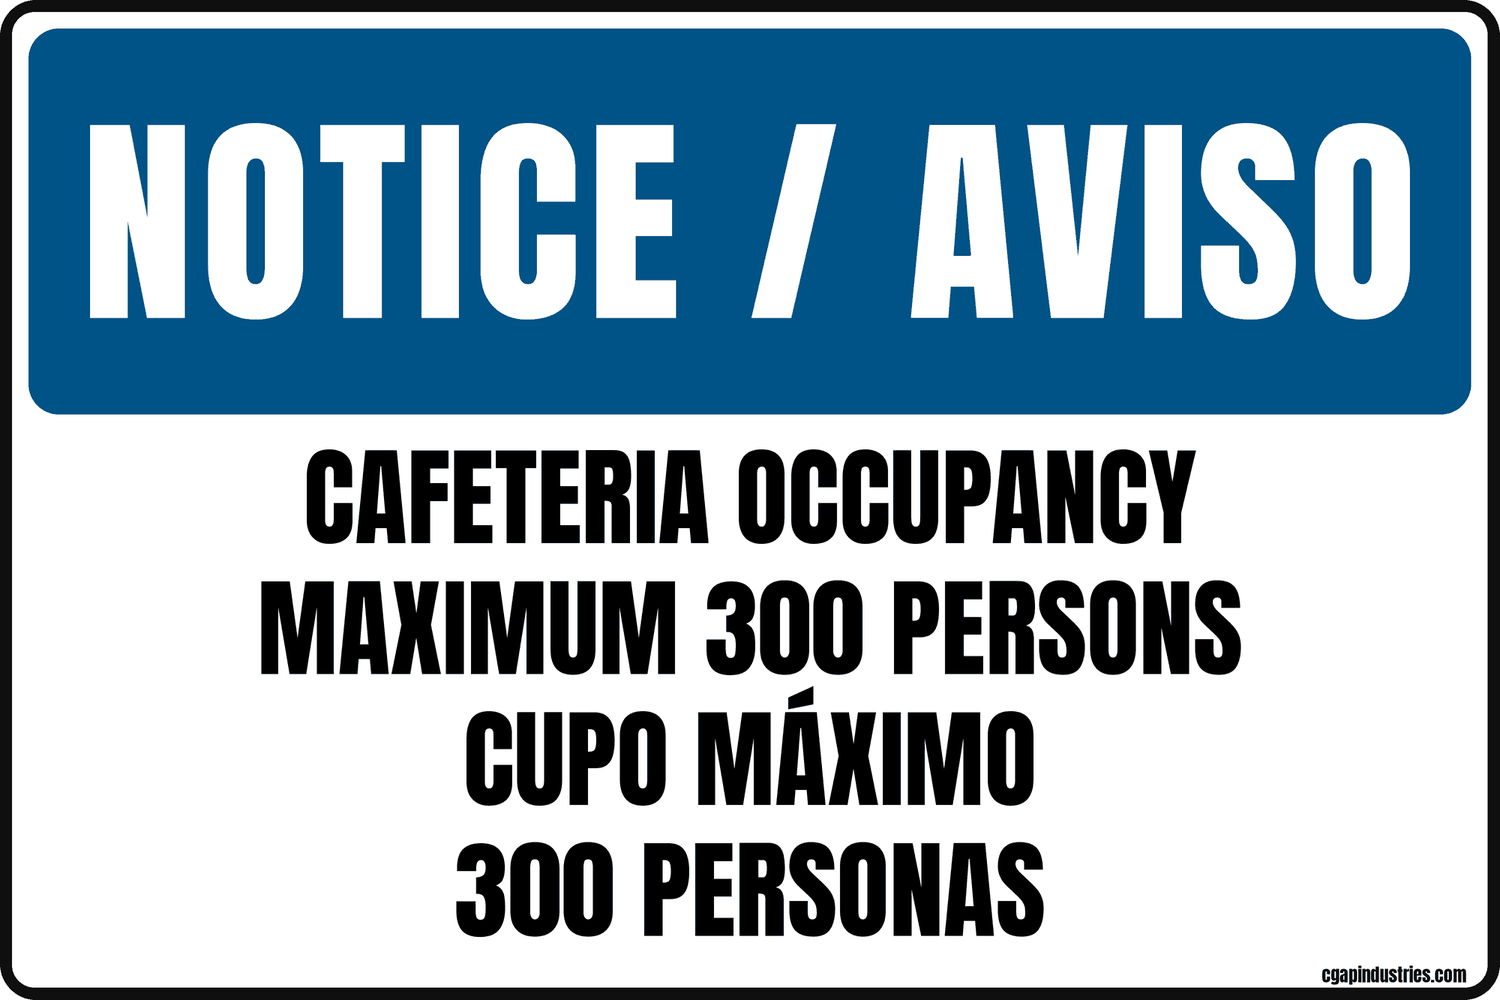 NOTICE / AVISO
CAFETERIA OCCUPANCY
MAXIMUM 300 PERSONS
CUPO MÁXIMO
300 PERSONAS
cgapindustries.com